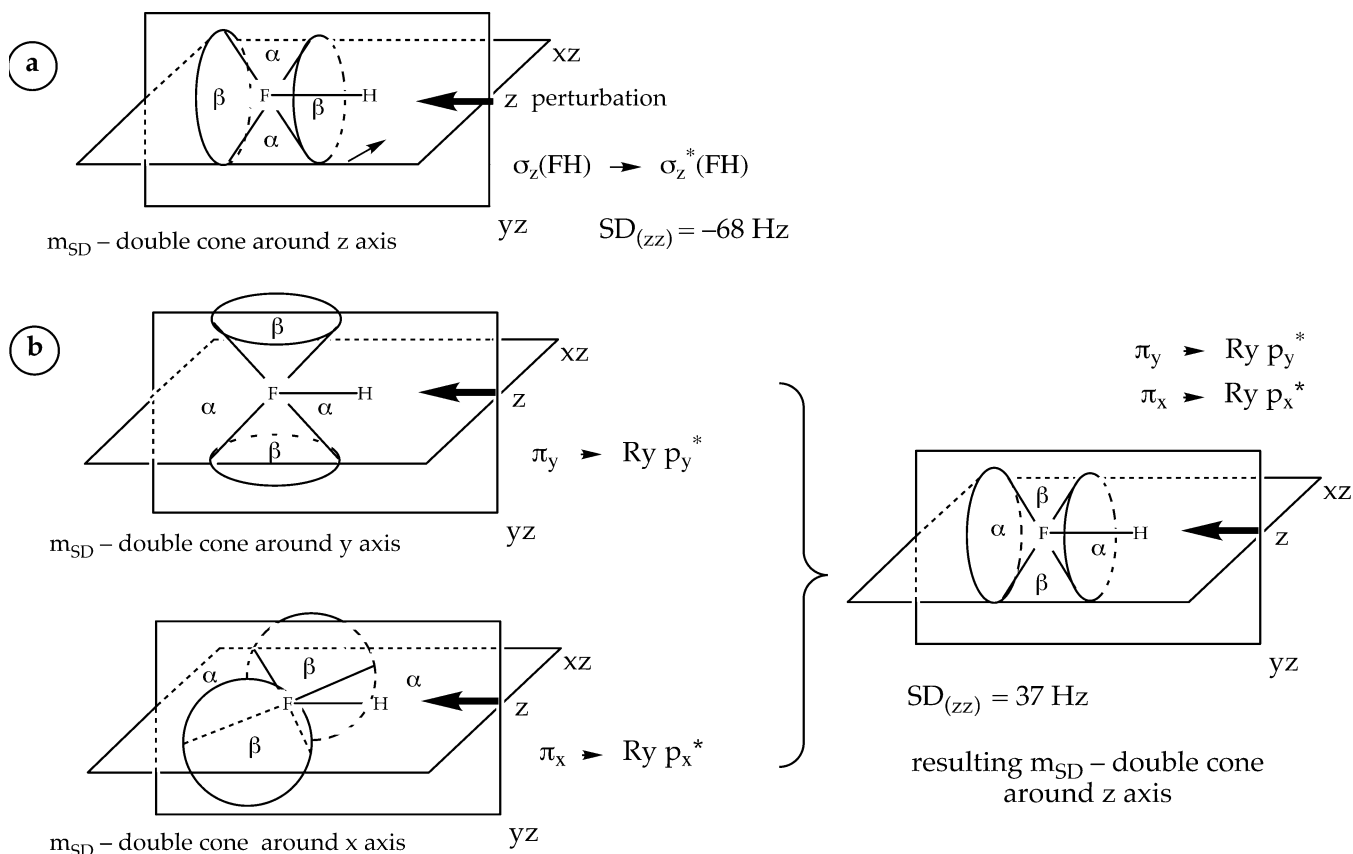 a
α
xz
β
F
H
β
z perturbation
α
σz(FH) → σz*(FH)
yz
SD(zz) = –68 Hz
mSD – double cone around z axis
b
β
xz
F
H
α
α
z
β
πy → Ry py*
yz
mSD – double cone around y axis
xz
β
α
α
F
H
z
β
πx → Ry px*
yz
mSD – double cone around x axis
πy → Ry py*
πx → Ry px*
xz
β
α
F
H
z
α
β
yz
SD(zz) = 37 Hz
resulting mSD – double cone
around z axis